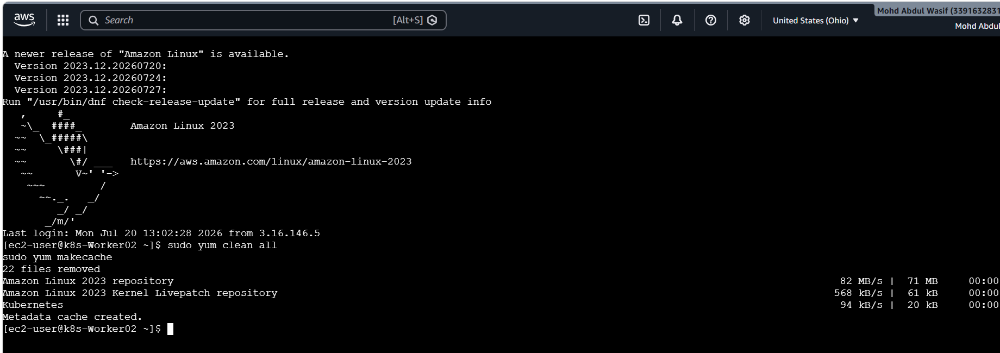 aws
Search [Alt+S]
United States (Ohio)
Mohd Abdul Wasif (3391632831
Mohd Abdul
A newer release of "Amazon Linux" is available.
  Version 2023.12.20260720:
  Version 2023.12.20260724:
  Version 2023.12.20260727:
Run "/usr/bin/dnf check-release-update" for full release and version update info
   ,     #_
   ~\_  ####_        Amazon Linux 2023
  ~~  \_#####\
  ~~     \###|
  ~~       \#/ ___   https://aws.amazon.com/linux/amazon-linux-2023
   ~~       V~' '->
    ~~~         /
      ~~._.   _/
         _/ _/
       _/m/'
Last login: Mon Jul 20 13:02:28 2026 from 3.16.146.5
[ec2-user@k8s-Worker02 ~]$ sudo yum clean all
sudo yum makecache
22 files removed
Amazon Linux 2023 repository 82 MB/s | 71 MB 00:00
Amazon Linux 2023 Kernel Livepatch repository 568 kB/s | 61 kB 00:00
Kubernetes 94 kB/s | 20 kB 00:00
Metadata cache created.
[ec2-user@k8s-Worker02 ~]$